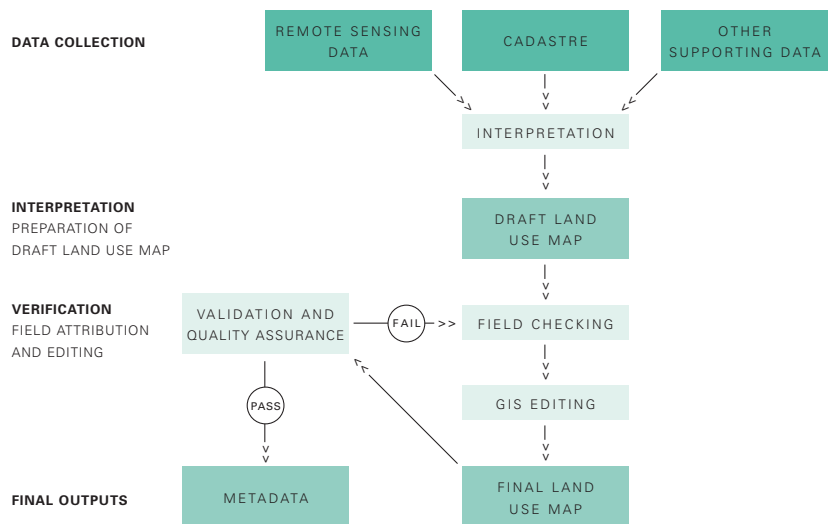 DATA COLLECTION
REMOTE SENSING
DATA
CADASTRE
OTHER
SUPPORTING DATA
INTERPRETATION
INTERPRETATION
PREPARATION OF
DRAFT LAND USE MAP
DRAFT LAND
USE MAP
VERIFICATION
FIELD ATTRIBUTION
AND EDITING
VALIDATION AND
QUALITY ASSURANCE
FAIL
FIELD CHECKING
PASS
GIS EDITING
FINAL OUTPUTS
METADATA
FINAL LAND
USE MAP